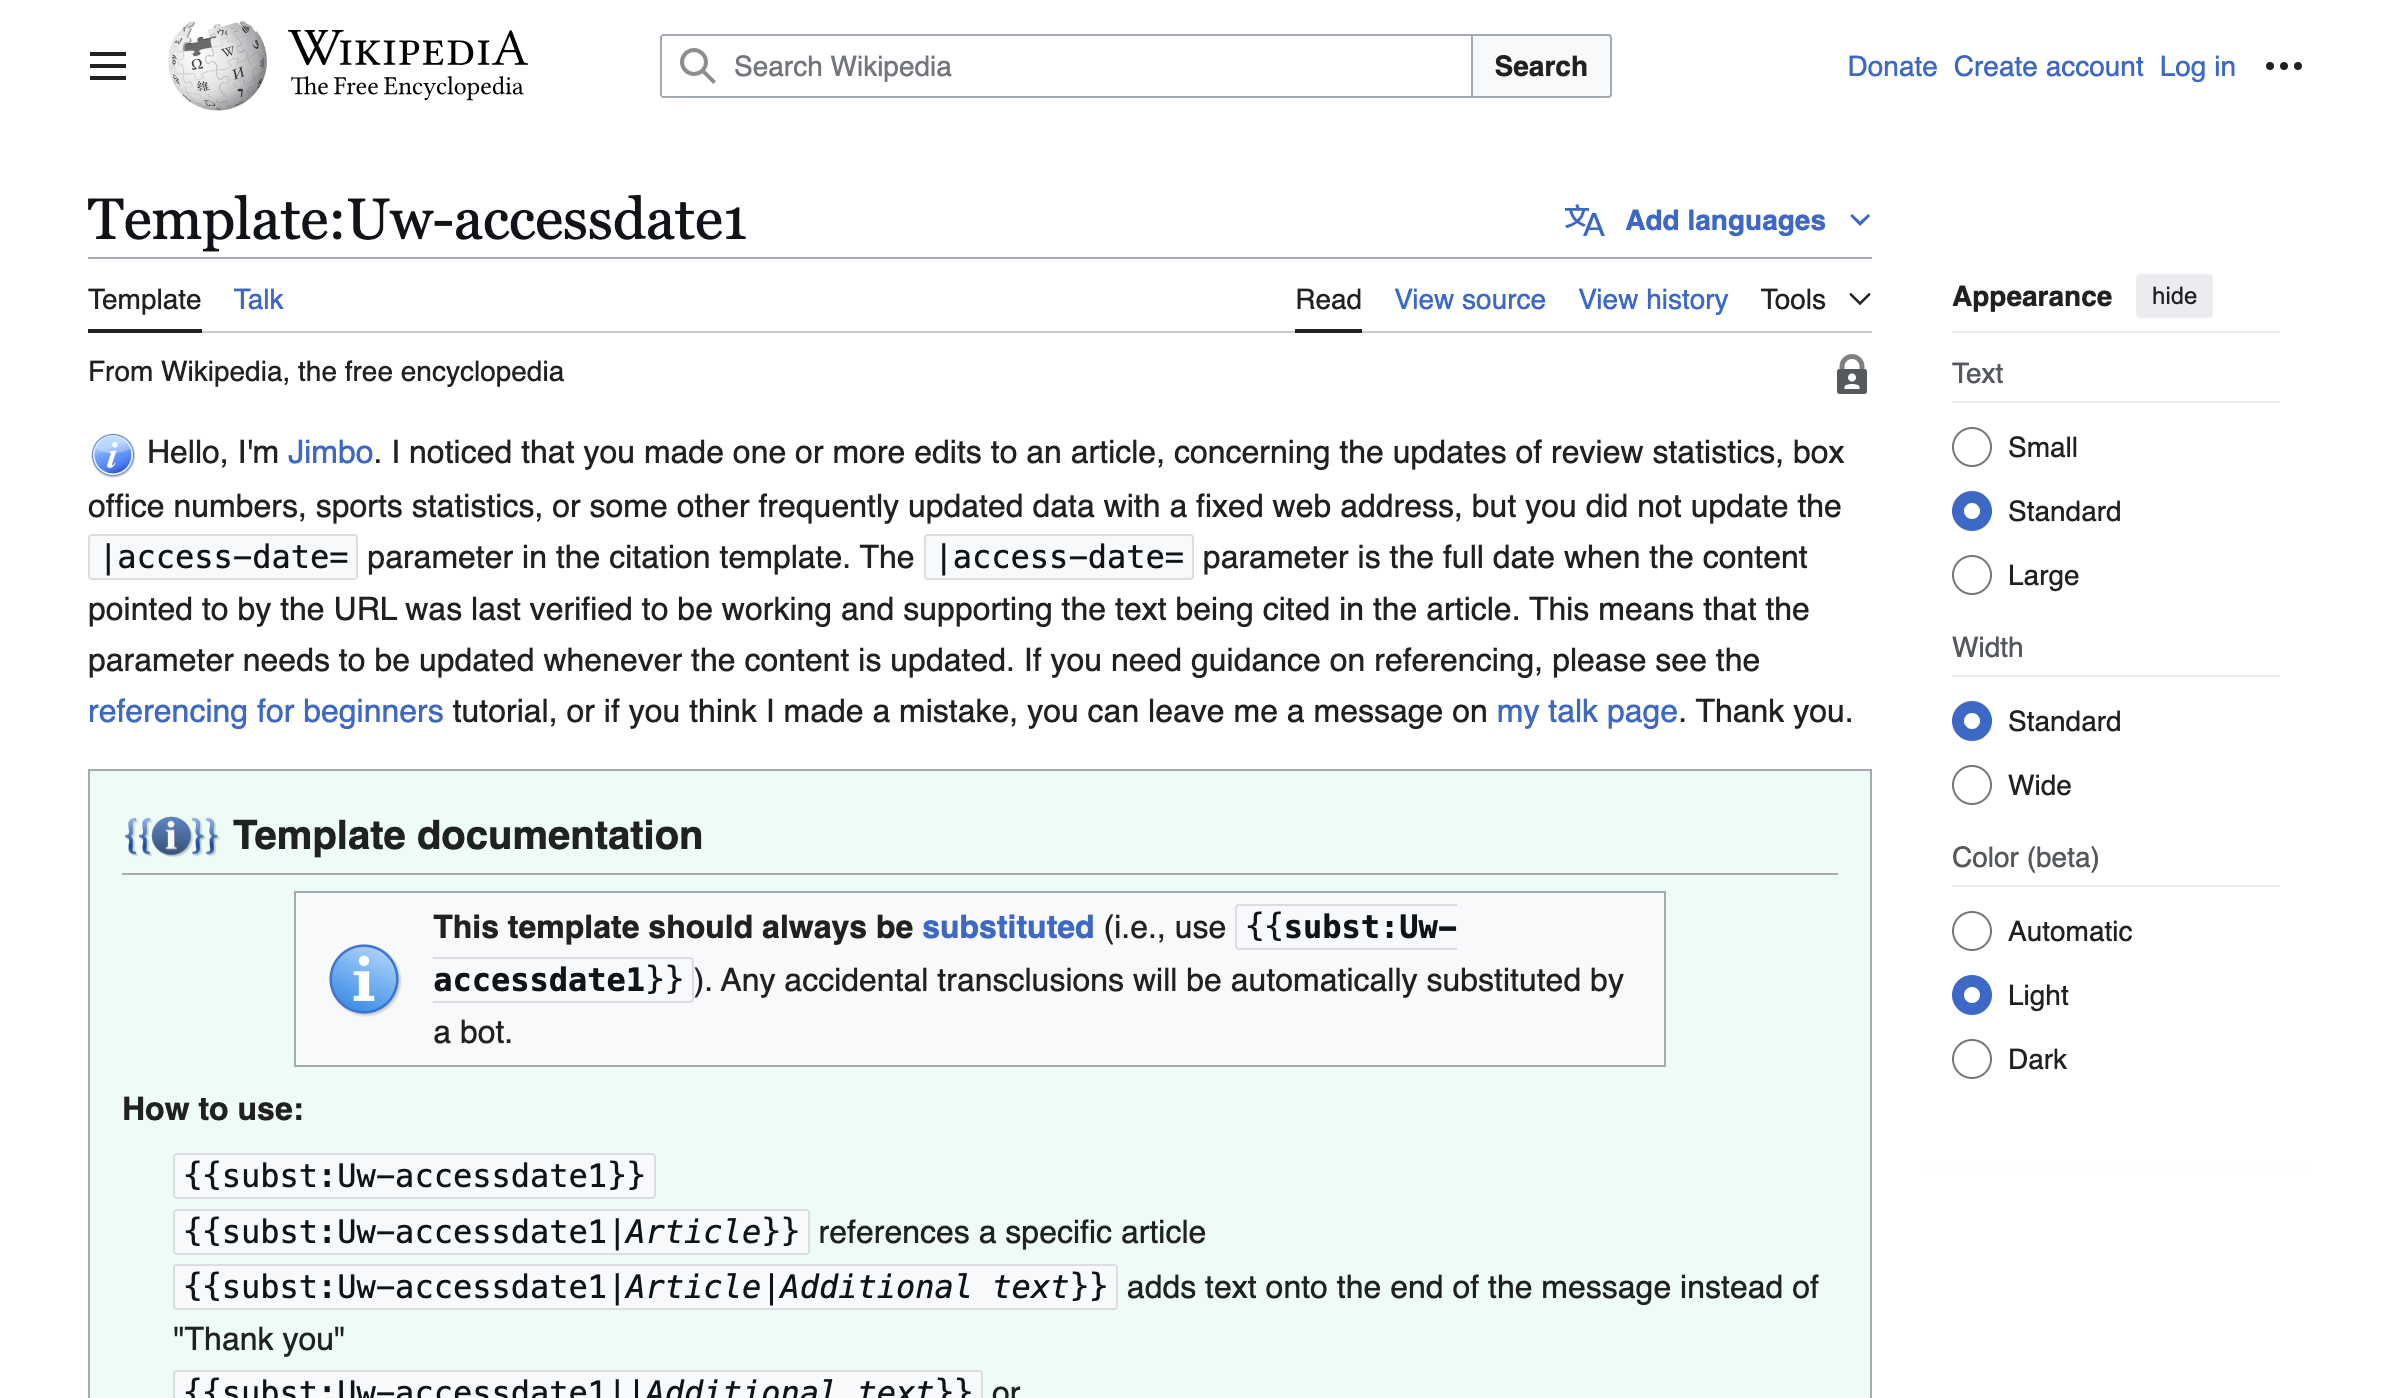 WIKIPEDIA
The Free Encyclopedia
Search Wikipedia
Search
Donate Create account Log in
Template:Uw-accessdate1
Add languages
Template Talk
Read View source View history Tools
From Wikipedia, the free encyclopedia
Hello, I'm Jimbo. I noticed that you made one or more edits to an article, concerning the updates of review statistics, box
office numbers, sports statistics, or some other frequently updated data with a fixed web address, but you did not update the
|access-date= parameter in the citation template. The |access-date= parameter is the full date when the content
pointed to by the URL was last verified to be working and supporting the text being cited in the article. This means that the
parameter needs to be updated whenever the content is updated. If you need guidance on referencing, please see the
referencing for beginners tutorial, or if you think I made a mistake, you can leave me a message on my talk page. Thank you.
Template documentation
This template should always be substituted (i.e., use {{subst:Uw-
accessdate1}}). Any accidental transclusions will be automatically substituted by
a bot.
How to use:
{{subst:Uw-accessdate1}}
{{subst:Uw-accessdate1|Article}} references a specific article
{{subst:Uw-accessdate1|Article|Additional text}} adds text onto the end of the message instead of
"Thank you"
{{subst:Uw-accessdate1||Additional text}} or
Appearance hide
Text
Small
Standard
Large
Width
Standard
Wide
Color (beta)
Automatic
Light
Dark